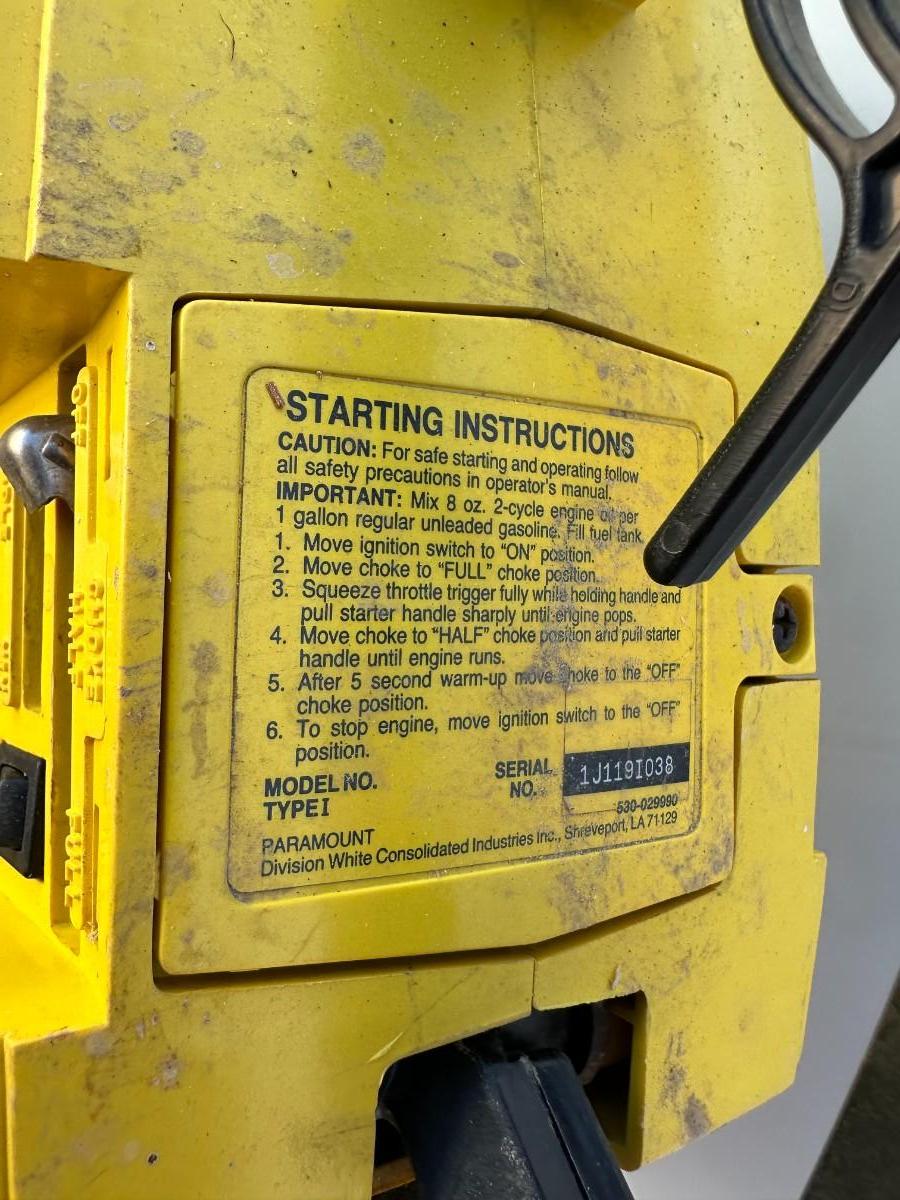 STARTING INSTRUCTIONS
CAUTION: For safe starting and operating follow
all safety precautions in operator's manual.
IMPORTANT: Mix 8 oz. 2-cycle engine oil per
1 gallon regular unleaded gasoline. Fill fuel tank.
1. Move ignition switch to "ON" position.
2. Move choke to "FULL" choke position.
3. Squeeze throttle trigger fully while holding handle and
pull starter handle sharply until engine pops.
4. Move choke to "HALF" choke position and pull starter
handle until engine runs.
5. After 5 second warm-up move choke to the "OFF"
choke position.
6. To stop engine, move ignition switch to the "OFF"
position.
MODEL NO.
TYPE I
SERIAL
NO.
1J119I038
530-029990
PARAMOUNT
Division White Consolidated Industries Inc., Shreveport, LA 71129